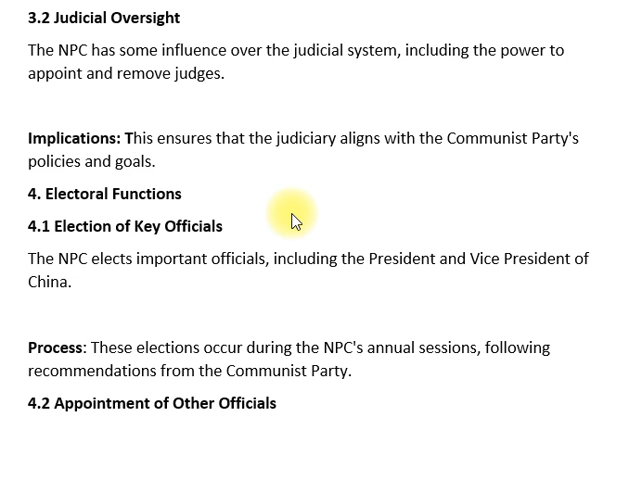 3.2 Judicial Oversight
The NPC has some influence over the judicial system, including the power to
appoint and remove judges.
Implications: This ensures that the judiciary aligns with the Communist Party's
policies and goals.
4. Electoral Functions
4.1 Election of Key Officials
The NPC elects important officials, including the President and Vice President of
China.
Process: These elections occur during the NPC's annual sessions, following
recommendations from the Communist Party.
4.2 Appointment of Other Officials